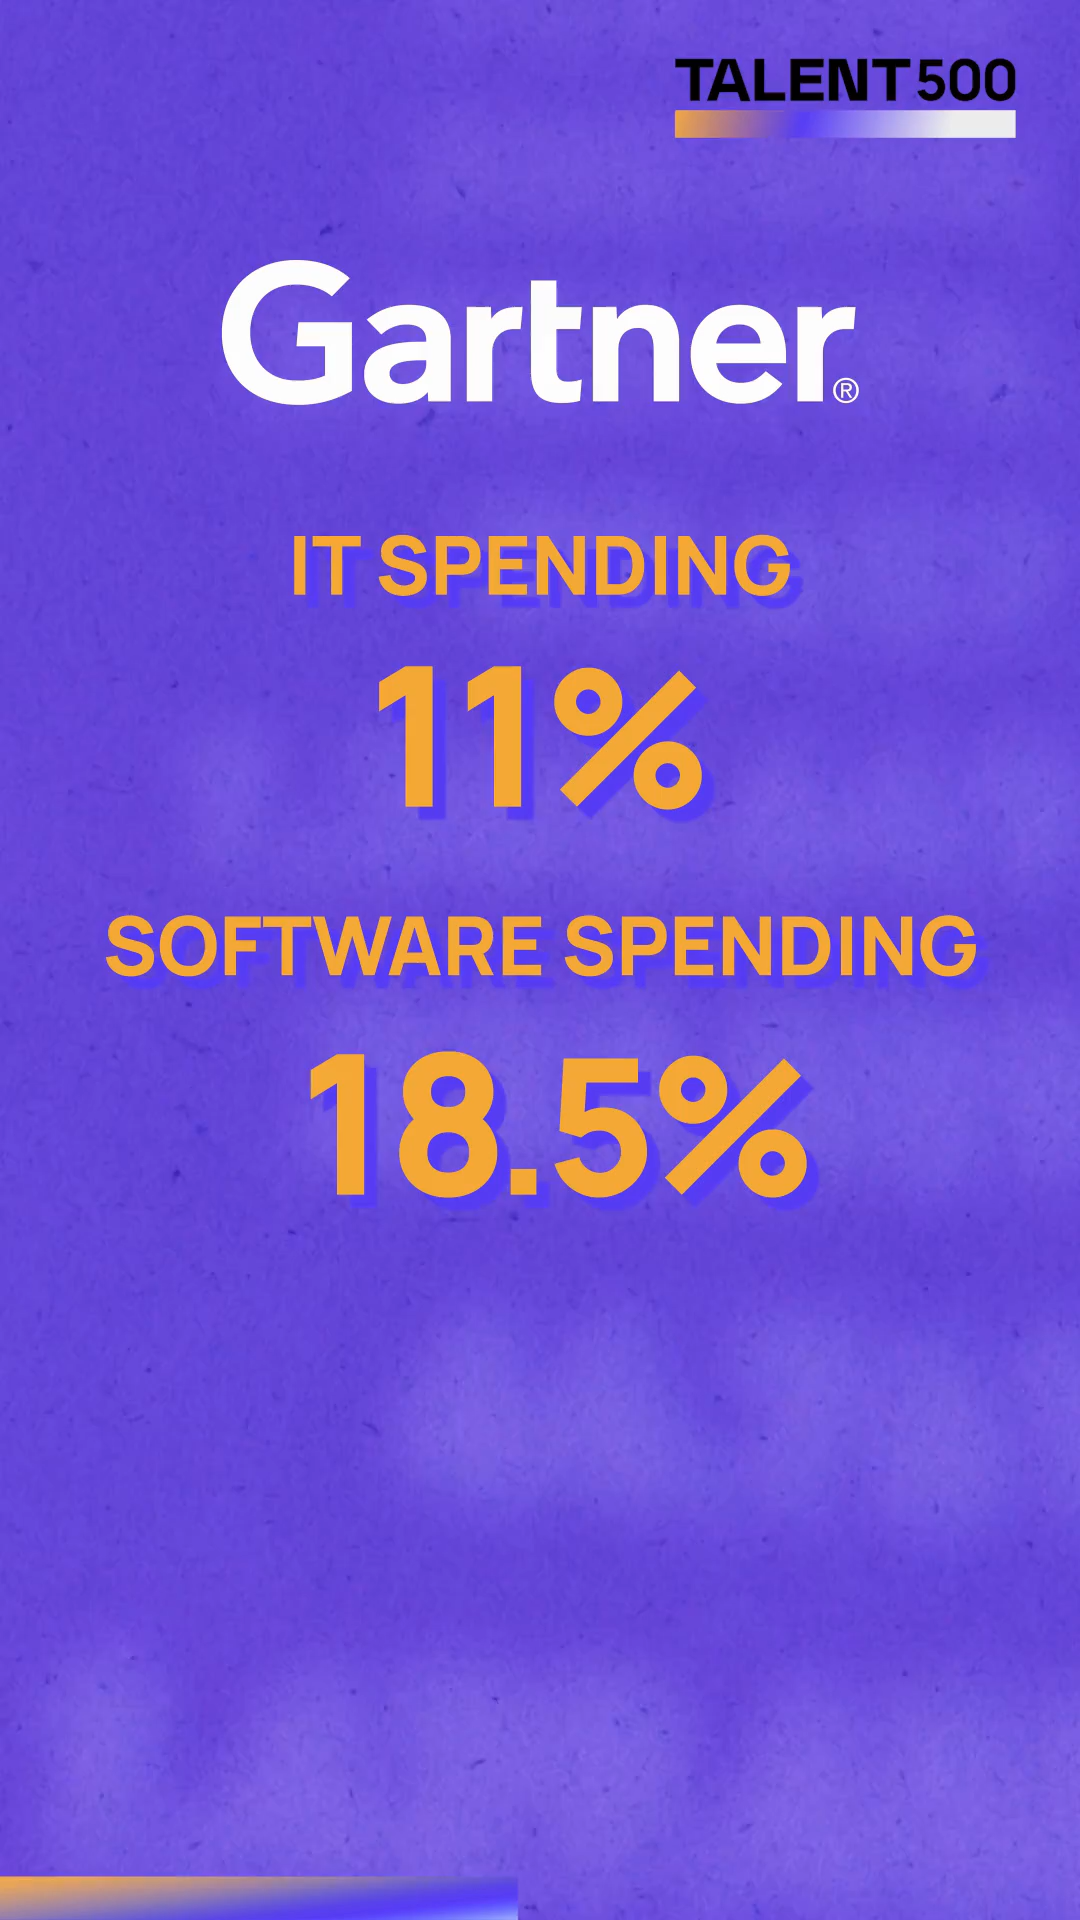 TALENT500
Gartner®
IT SPENDING
11%
SOFTWARE SPENDING
18.5%